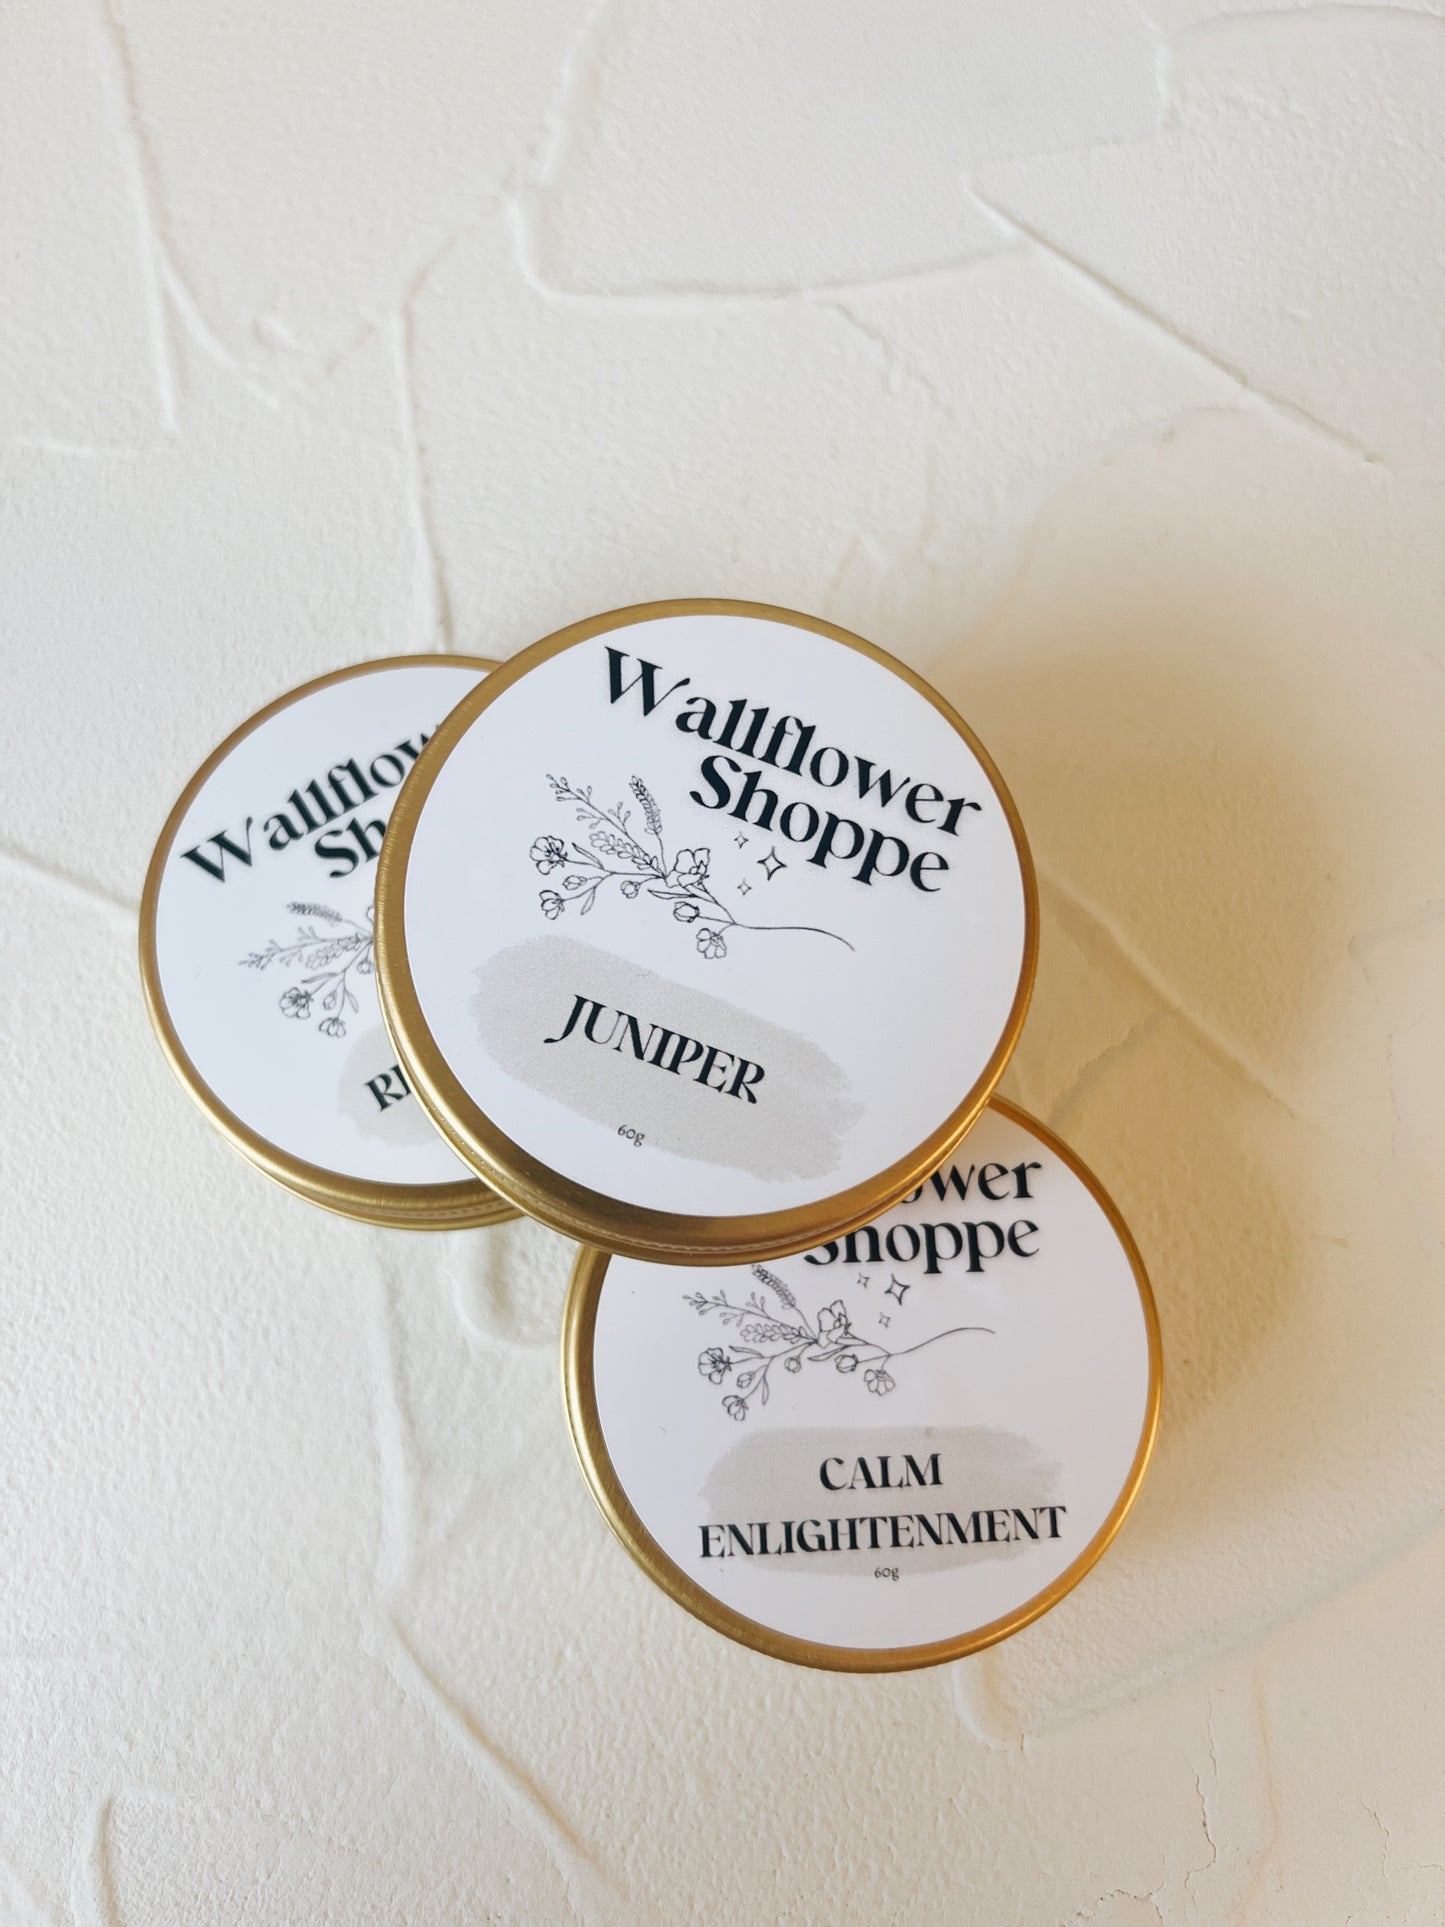 Wallflower
Shoppe
JUNIPER
60g
Shoppe
CALM
ENLIGHTENMENT
60g